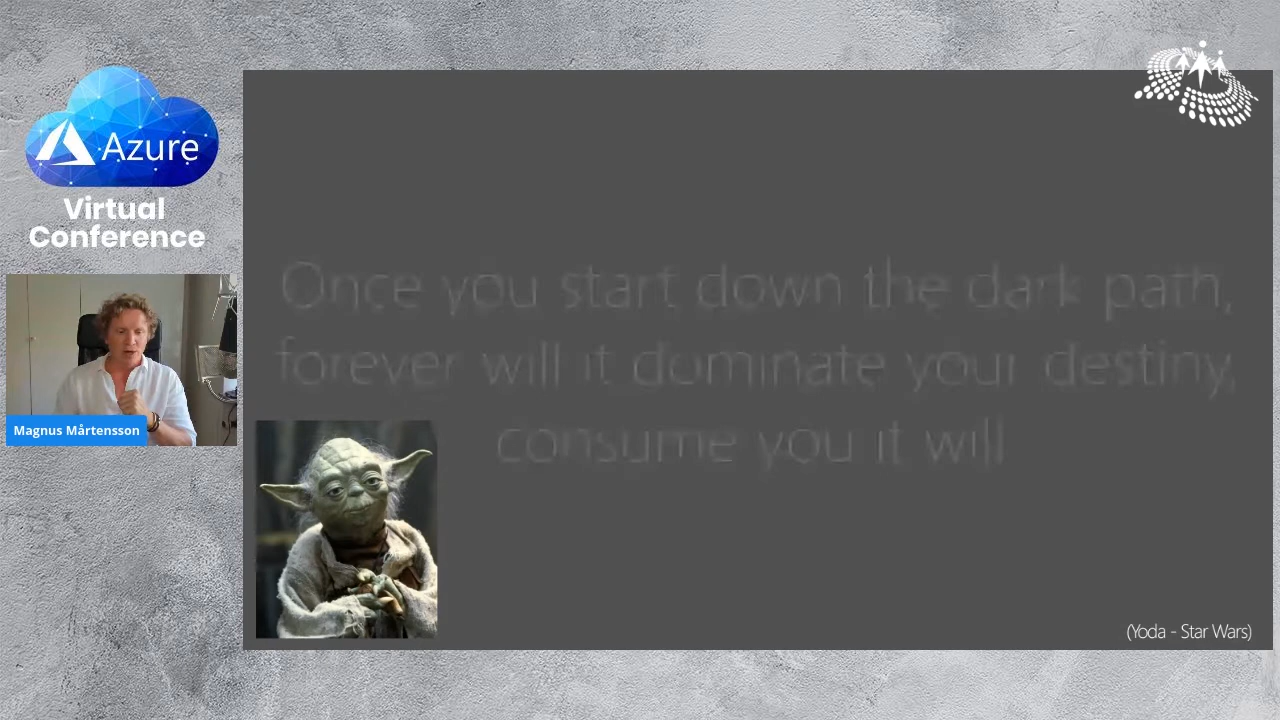 Azure
Virtual
Conference
Magnus Mårtensson
Once you start down the dark path,
forever will it dominate your destiny,
consume you it will
(Yoda - Star Wars)